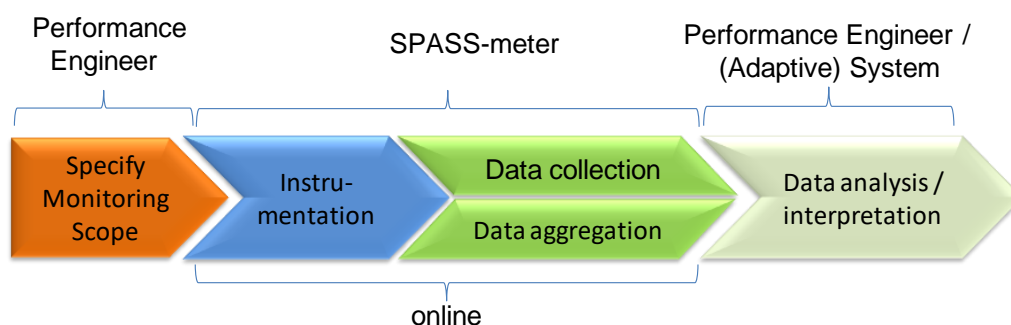 Performance
Engineer
SPASS-meter
Performance Engineer /
(Adaptive) System
Specify
Monitoring
Scope
Instru-
mentation
Data collection
Data aggregation
Data analysis /
interpretation
online